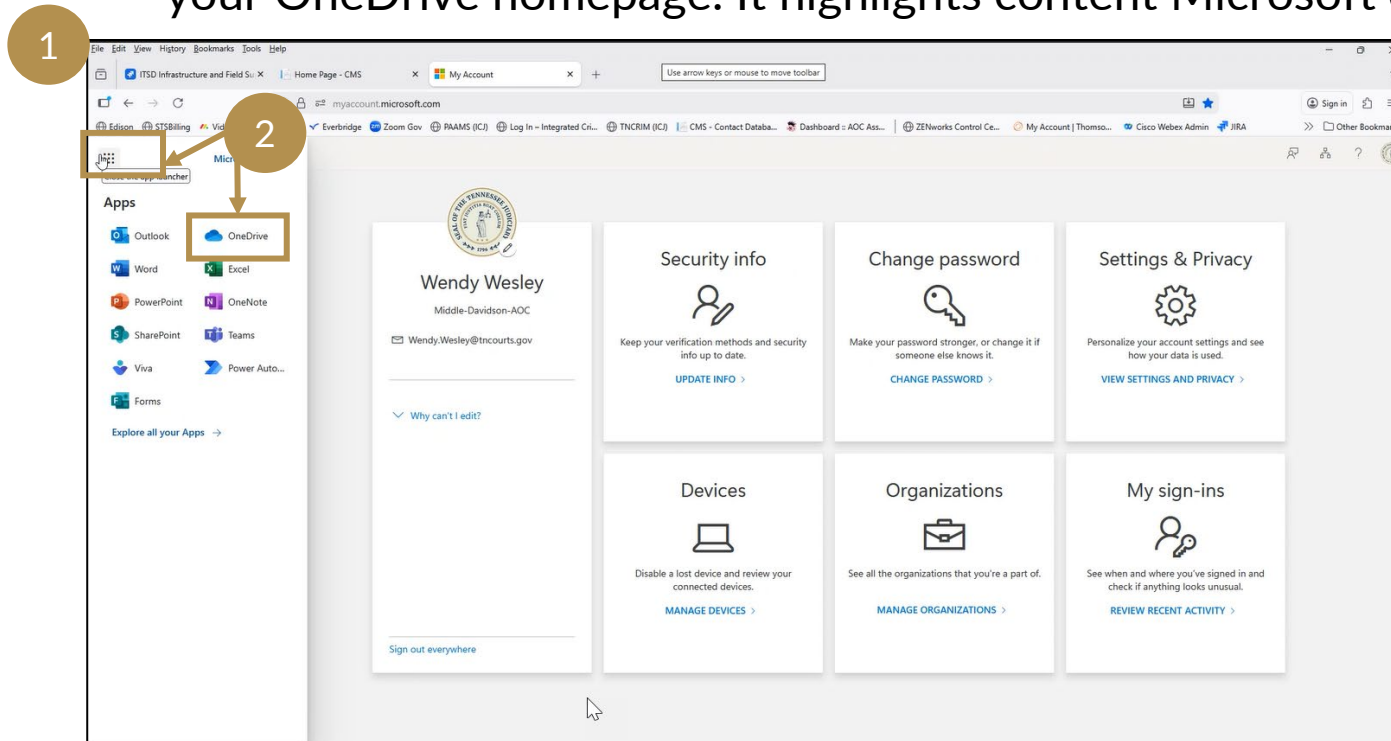 your OneDrive homepage. It highlights content Microsoft
1
File Edit View History Bookmarks Tools Help
ITSD Infrastructure and Field Su
Home Page - CMS
My Account
Use arrow keys or mouse to move toolbar
myaccount.microsoft.com
Sign in
Edison
STSBilling
Everbridge
Zoom Gov
PAAMS (ICJ)
Log In – Integrated Cri...
TNCRIM (ICJ)
CMS - Contact Databa...
Dashboard :: AOC Ass...
ZENworks Control Ce...
My Account | Thomso...
Cisco Webex Admin
JIRA
Other Bookma
2
Close the app launcher
Apps
Outlook
OneDrive
Word
Excel
PowerPoint
OneNote
SharePoint
Teams
Viva
Power Auto...
Forms
Explore all your Apps →
SEAL OF THE TENNESSEE JUDICIARY
Wendy Wesley
Middle-Davidson-AOC
Wendy.Wesley@tncourts.gov
Why can't I edit?
Sign out everywhere
Security info
Keep your verification methods and security
info up to date.
UPDATE INFO >
Change password
Make your password stronger, or change it if
someone else knows it.
CHANGE PASSWORD >
Settings & Privacy
Personalize your account settings and see
how your data is used.
VIEW SETTINGS AND PRIVACY >
Devices
Disable a lost device and review your
connected devices.
MANAGE DEVICES >
Organizations
See all the organizations that you're a part of.
MANAGE ORGANIZATIONS >
My sign-ins
See when and where you've signed in and
check if anything looks unusual.
REVIEW RECENT ACTIVITY >